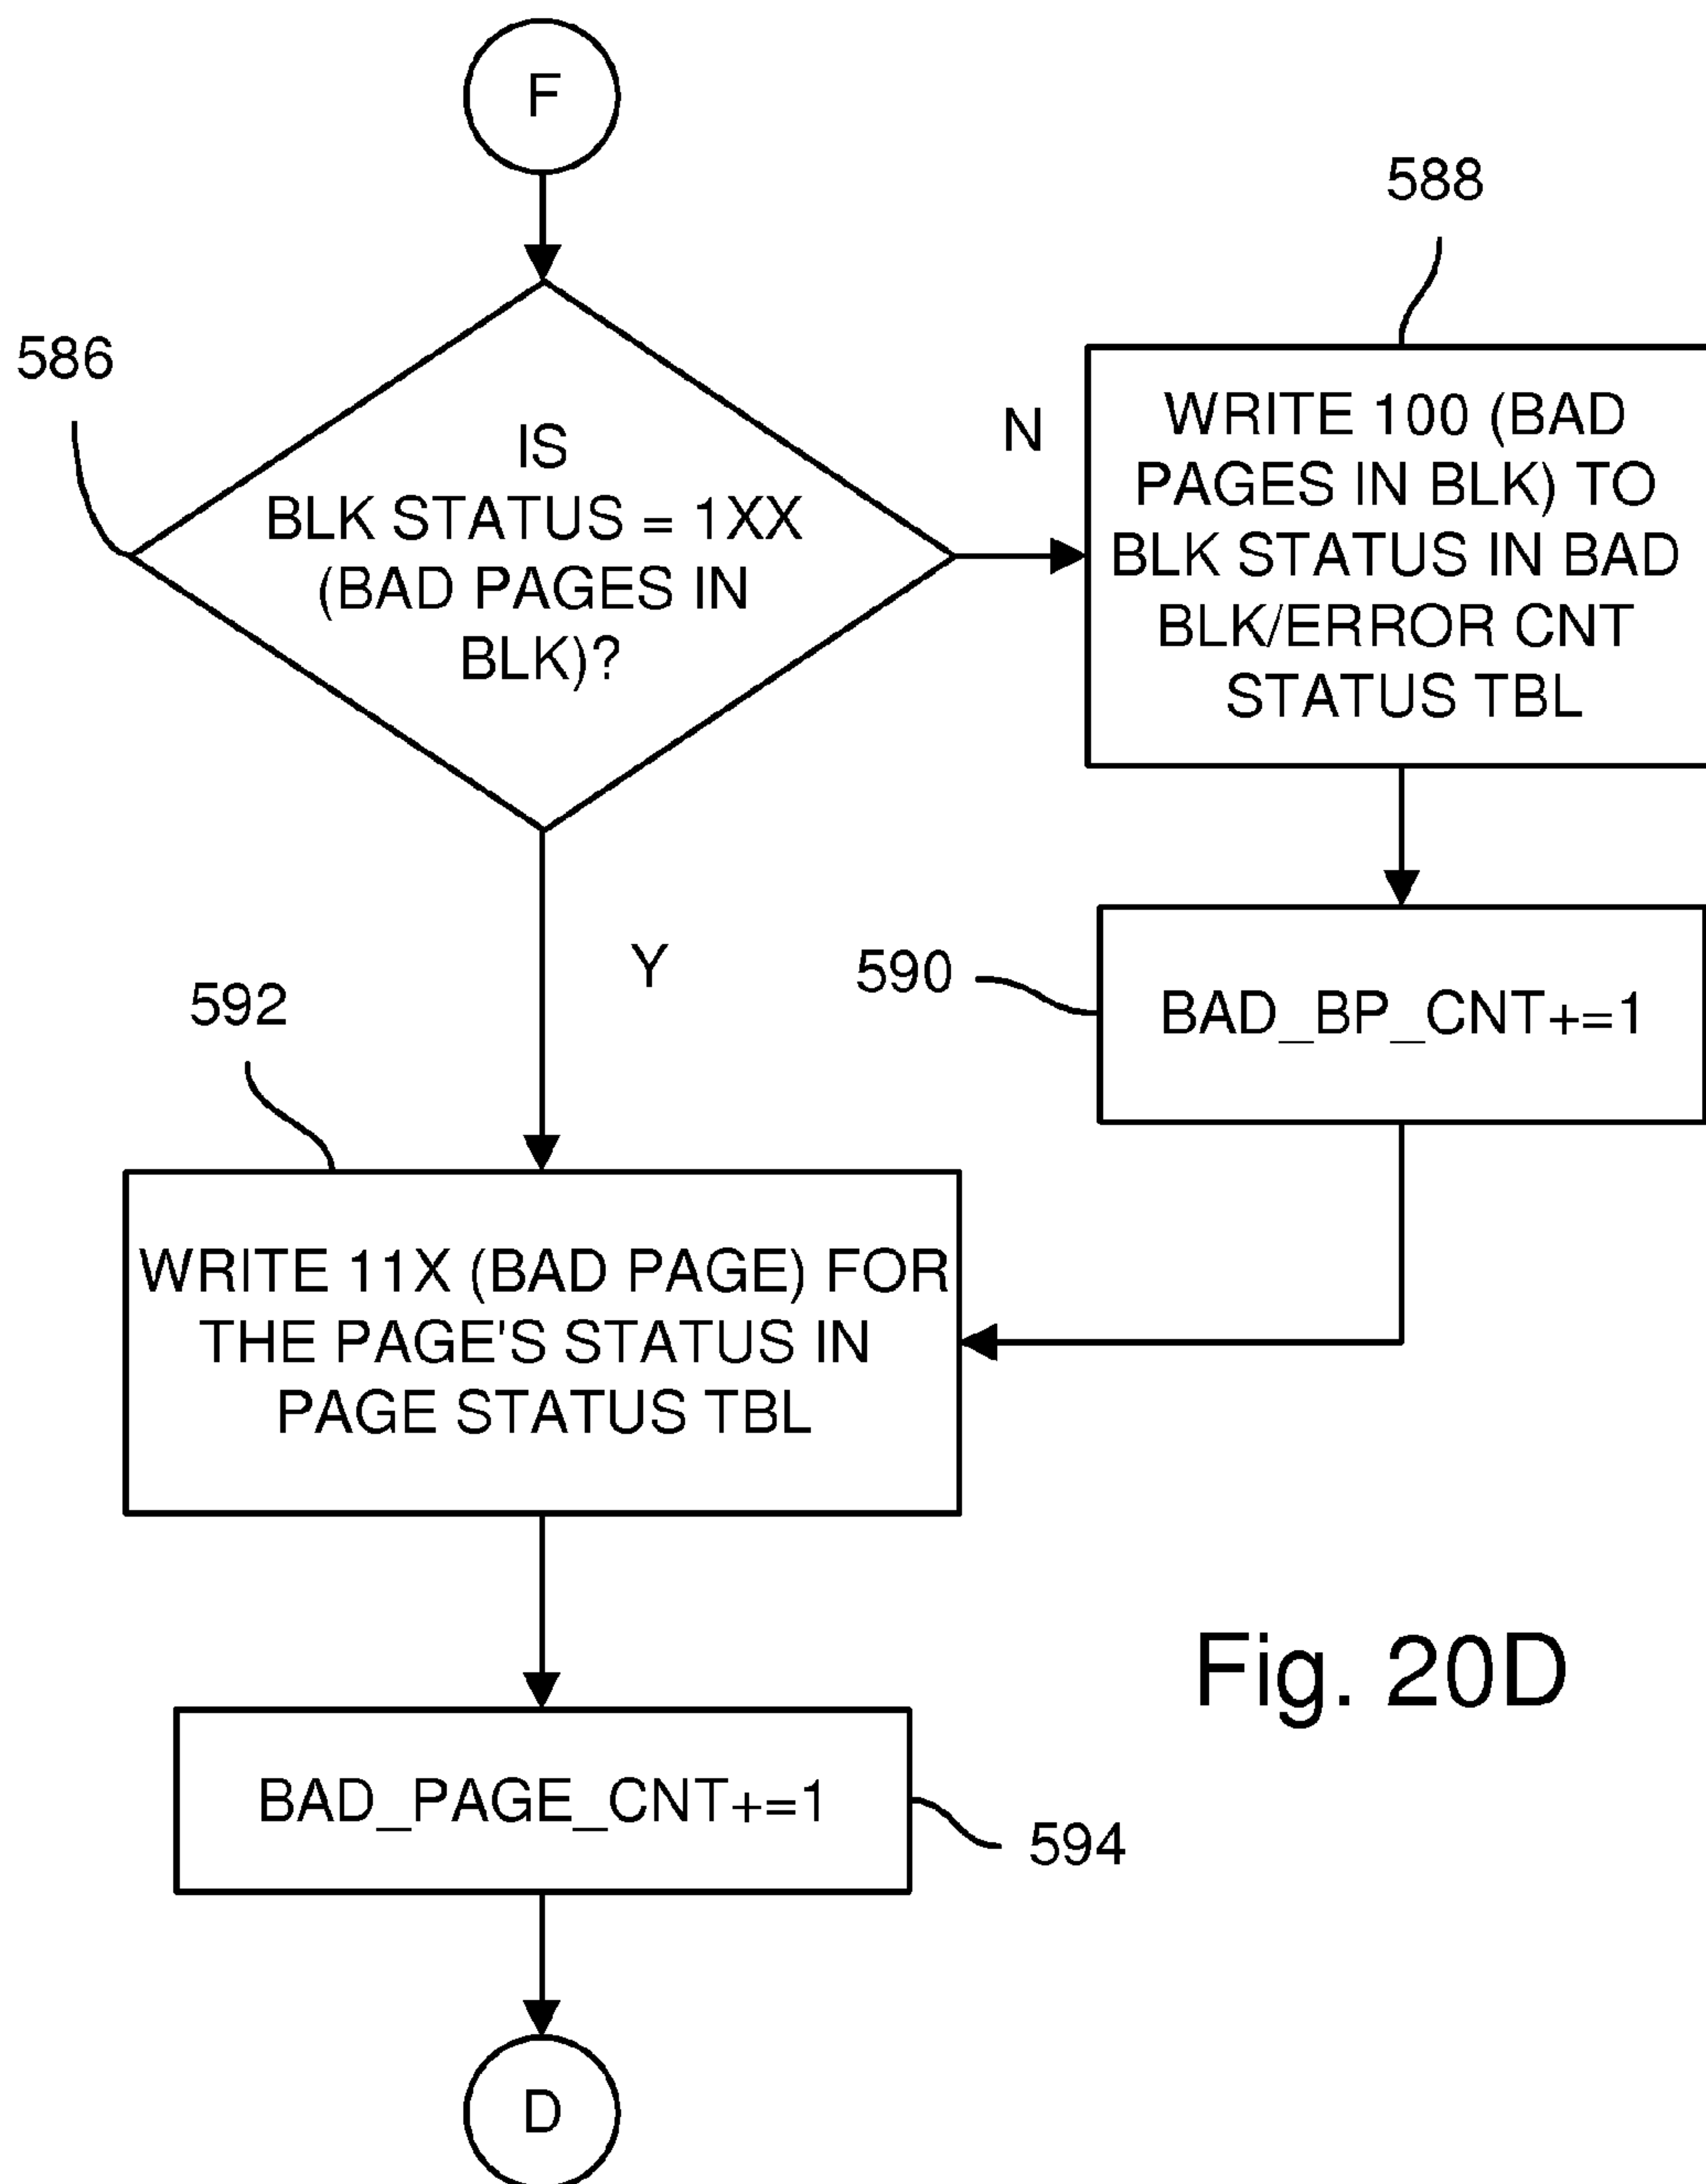 F
588
586
IS
BLK STATUS = 1XX
(BAD PAGES IN
BLK)?
N
WRITE 100 (BAD
PAGES IN BLK) TO
BLK STATUS IN BAD
BLK/ERROR CNT
STATUS TBL
Y
590
BAD_BP_CNT+=1
592
WRITE 11X (BAD PAGE) FOR
THE PAGE'S STATUS IN
PAGE STATUS TBL
Fig. 20D
BAD_PAGE_CNT+=1
594
D